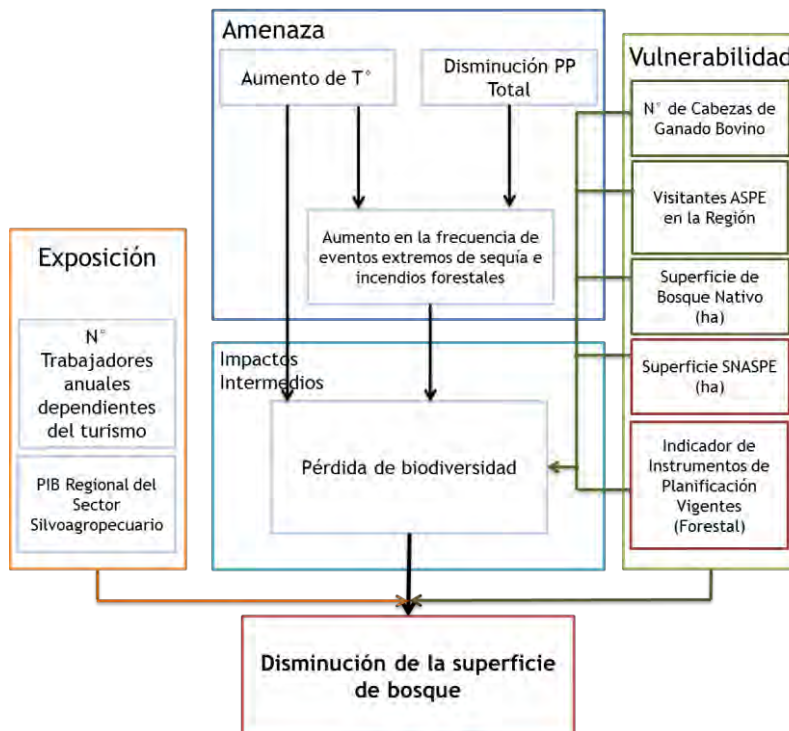 Amenaza
Aumento de T°
Disminución PP
Total
Aumento en la frecuencia de
eventos extremos de sequía e
incendios forestales
Exposición
N°
Trabajadores
anuales
dependientes
del turismo
PIB Regional del
Sector
Silvoagropecuario
Impactos
Intermedios
Pérdida de biodiversidad
Vulnerabilidad
N° de Cabezas de
Ganado Bovino
Visitantes ASPE
en la Región
Superficie de
Bosque Nativo
(ha)
Superficie SNASPE
(ha)
Indicador de
Instrumentos de
Planificación
Vigentes
(Forestal)
Disminución de la superficie
de bosque